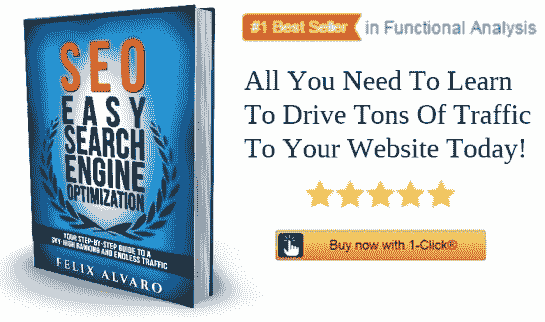 SEO
EASY
SEARCH
ENGINE
OPTIMIZATION
YOUR STEP-BY-STEP GUIDE TO A
SKY-HIGH RANKING AND ENDLESS TRAFFIC
FELIX ALVARO
#1 Best Seller in Functional Analysis
All You Need To Learn
To Drive Tons Of Traffic
To Your Website Today!
Buy now with 1-Click®